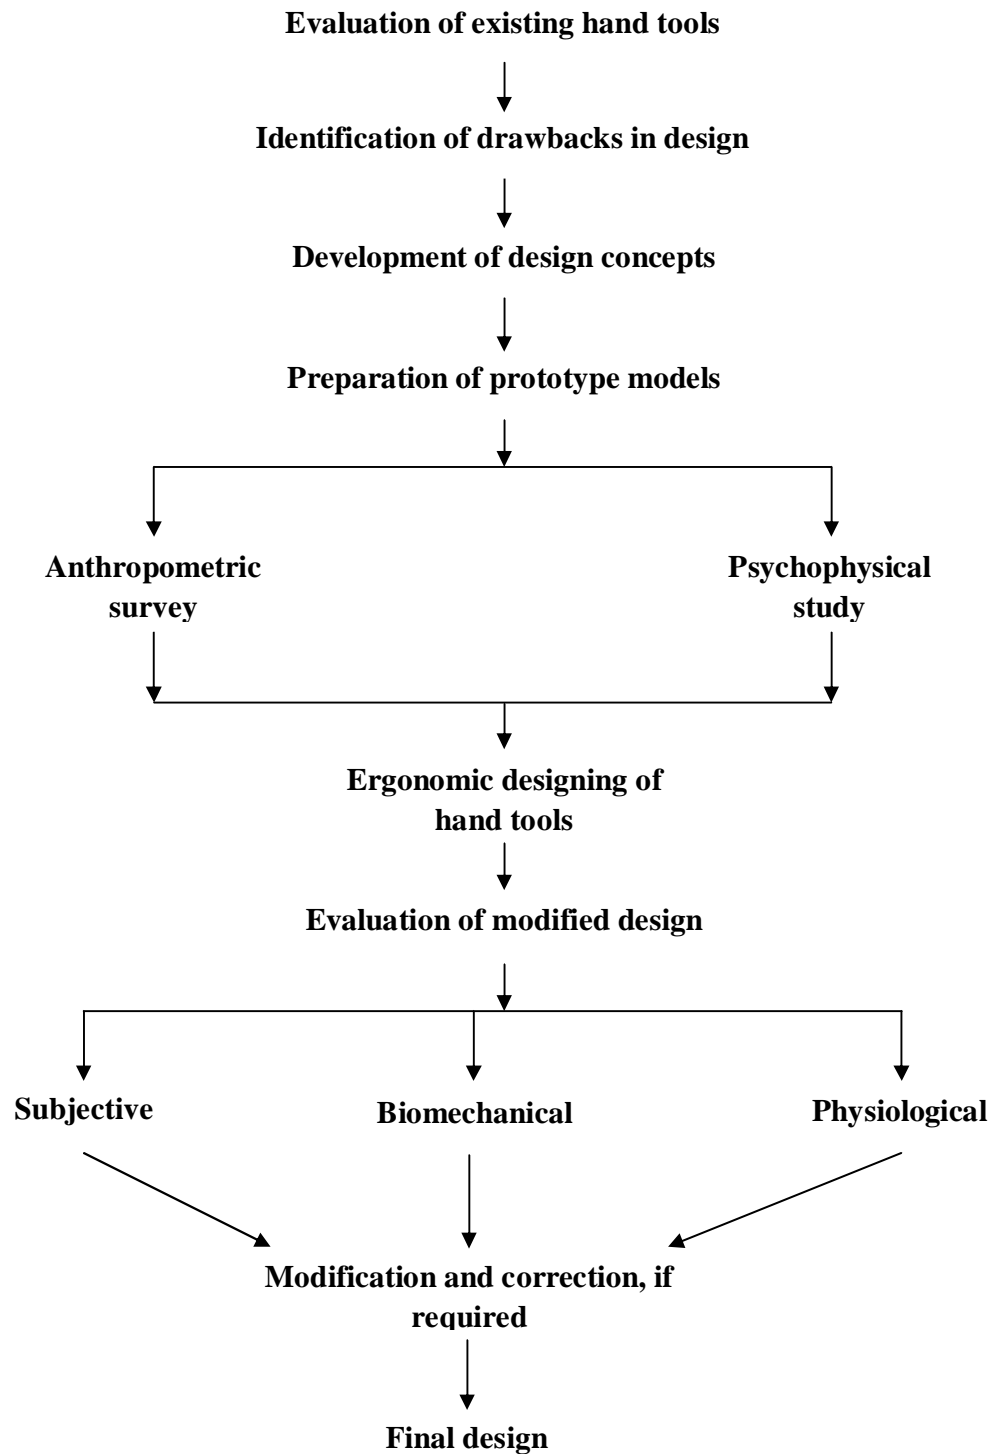 Evaluation of existing hand tools
Identification of drawbacks in design
Development of design concepts
Preparation of prototype models
Anthropometric
survey
Psychophysical
study
Ergonomic designing of
hand tools
Evaluation of modified design
Subjective
Biomechanical
Physiological
Modification and correction, if
required
Final design